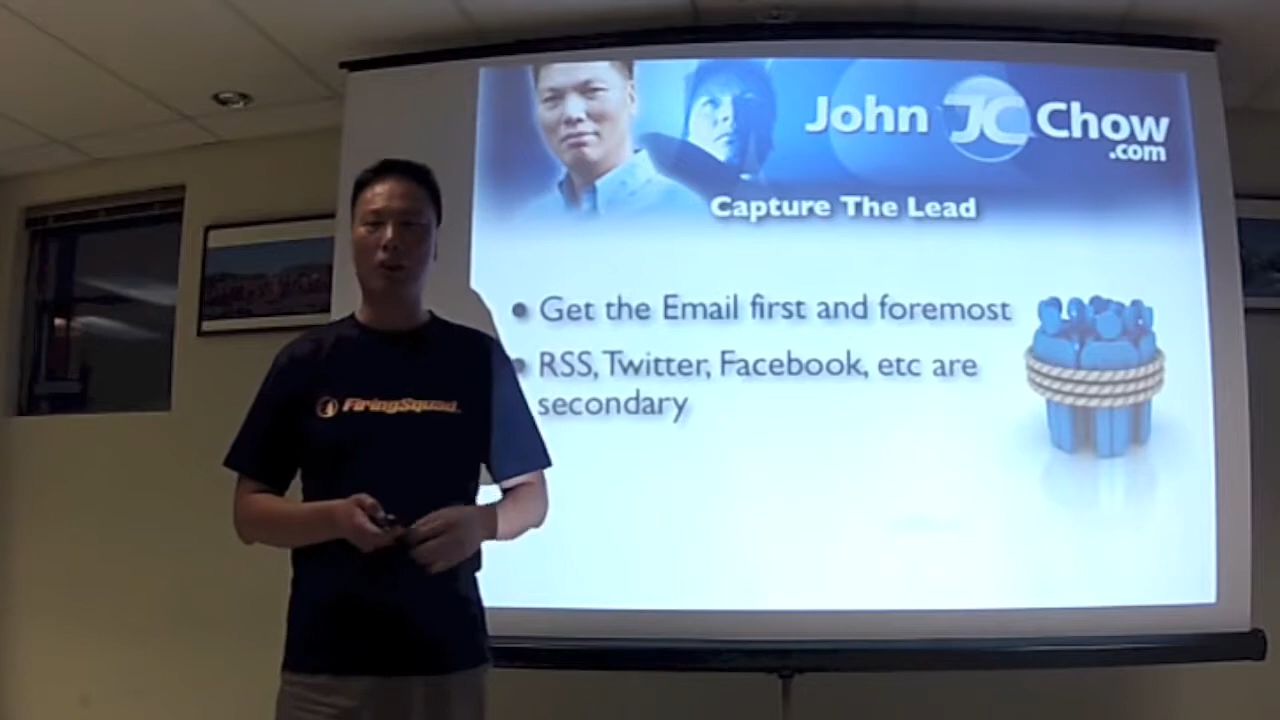 John JC Chow
.com
Capture The Lead
• Get the Email first and foremost
• RSS, Twitter, Facebook, etc are
secondary
FiringSquad